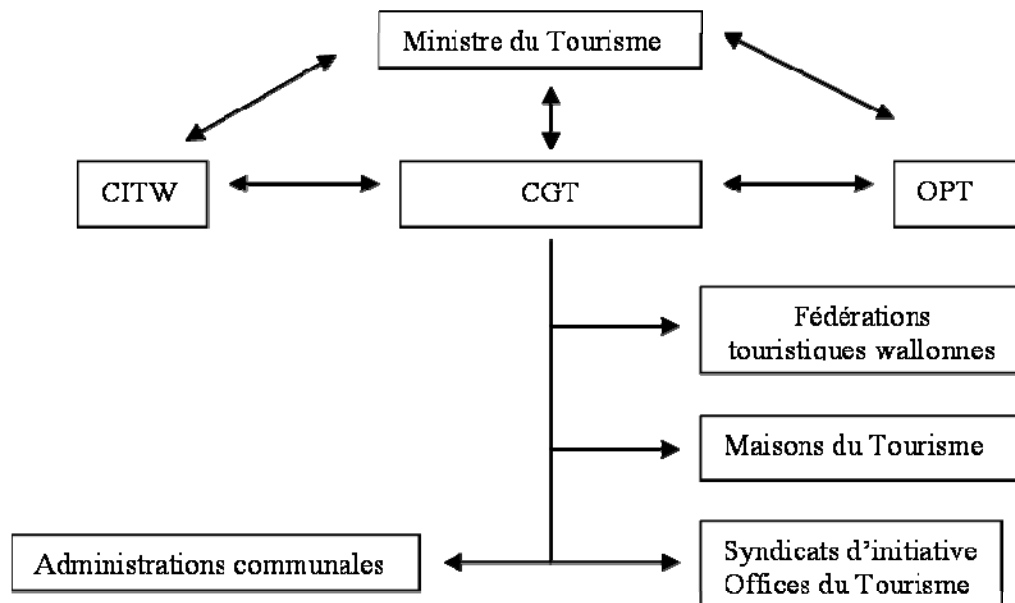 Ministre du Tourisme
CITW
CGT
OPT
Fédérations
touristiques wallonnes
Maisons du Tourisme
Administrations communales
Syndicats d'initiative
Offices du Tourisme